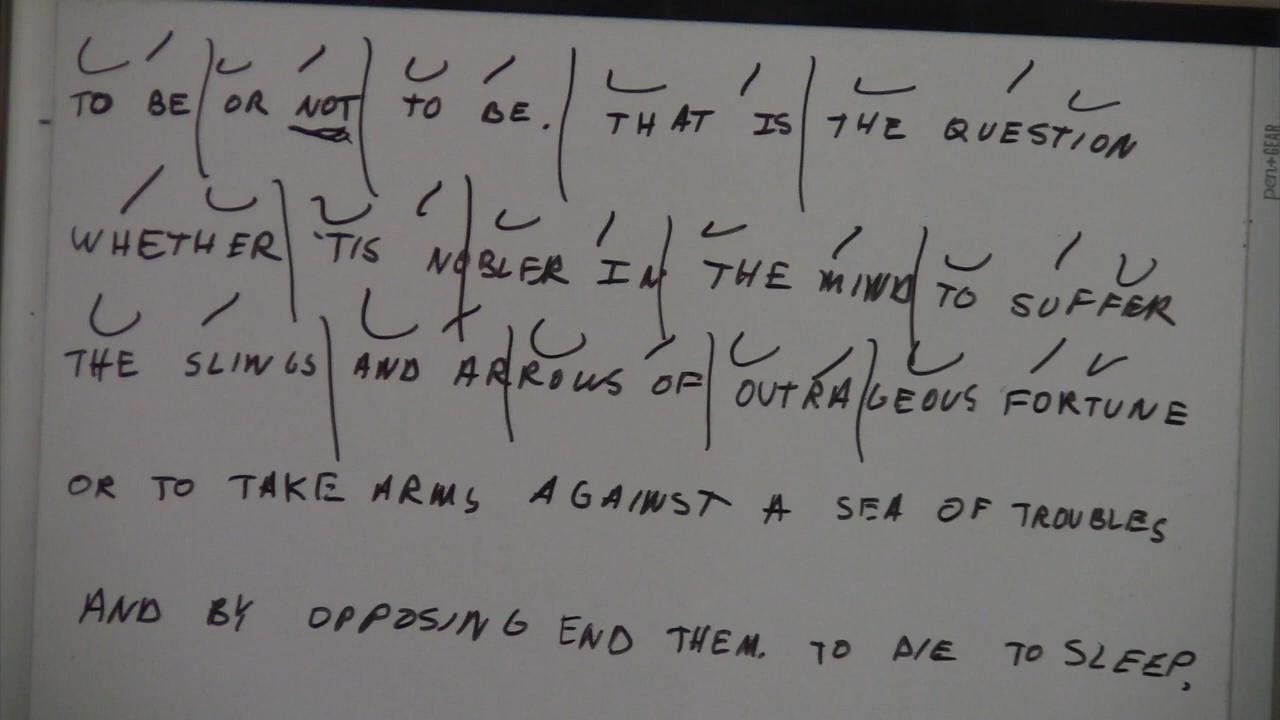 TO BE OR NOT TO BE. THAT IS THE QUESTION
WHETHER 'TIS NOBLER IN THE MIND TO SUFFER
THE SLINGS AND ARROWS OF OUTRAGEOUS FORTUNE
OR TO TAKE ARMS AGAINST A SEA OF TROUBLES
AND BY OPPOSING END THEM. TO DIE TO SLEEP,
pen+GEAR